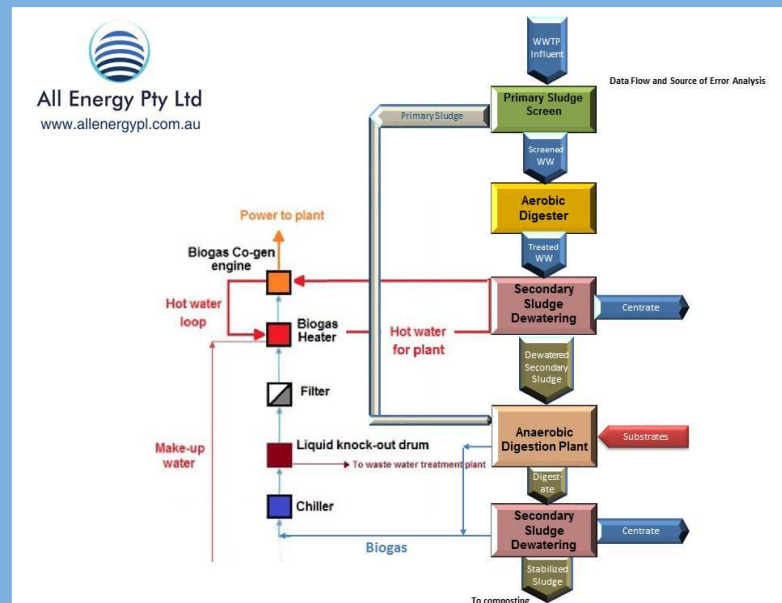 All Energy Pty Ltd
www.allenergypl.com.au
WWTP
Influent
Data Flow and Source of Error Analysis
Primary Sludge
Primary Sludge
Screen
Screened
WW
Aerobic
Digester
Treated
WW
Power to plant
Biogas Co-gen
engine
Hot water
loop
Biogas
Heater
Hot water
for plant
Secondary
Sludge
Dewatering
Centrate
Dewatered
Secondary
Sludge
Filter
Make-up
water
Liquid knock-out drum
To waste water treatment plant
Anaerobic
Digestion Plant
Substrates
Digest-
ate
Chiller
Biogas
Secondary
Sludge
Dewatering
Centrate
Stabilized
Sludge
To composting